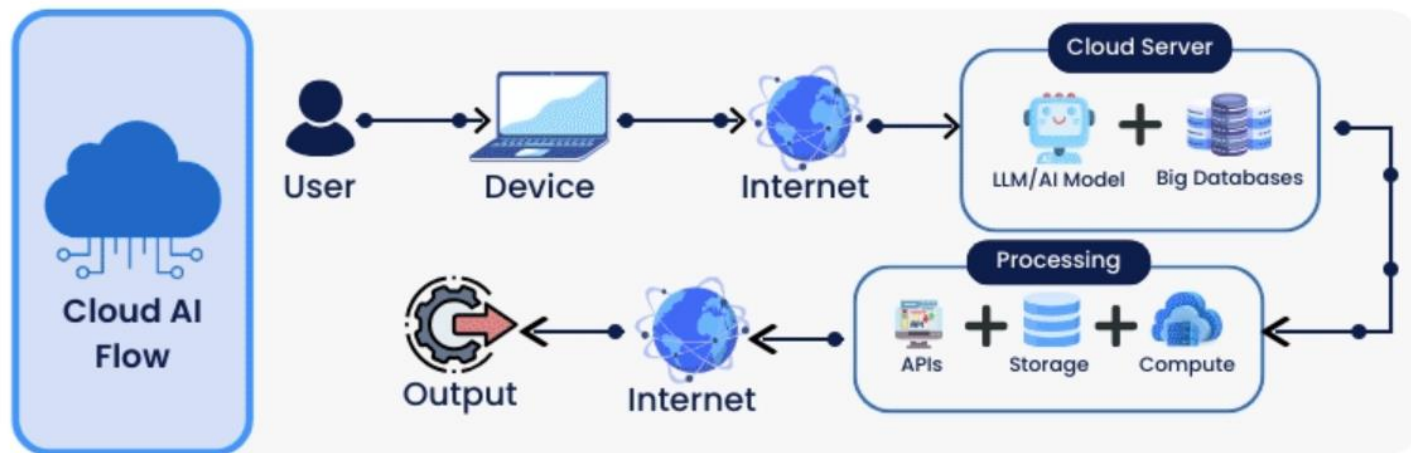 Cloud AI
Flow
User
Device
Internet
Cloud Server
LLM/AI Model
Big Databases
Processing
API
APIs
Storage
Compute
Internet
Output